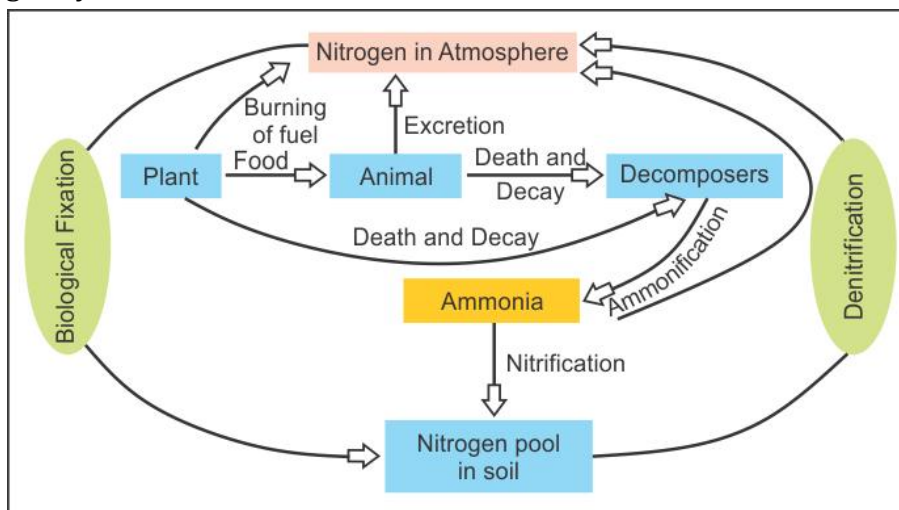 Nitrogen in Atmosphere
Burning
of fuel
Excretion
Food
Plant
Animal
Death and
Decay
Decomposers
Death and Decay
Ammonification
Biological Fixation
Denitrification
Ammonia
Nitrification
Nitrogen pool
in soil